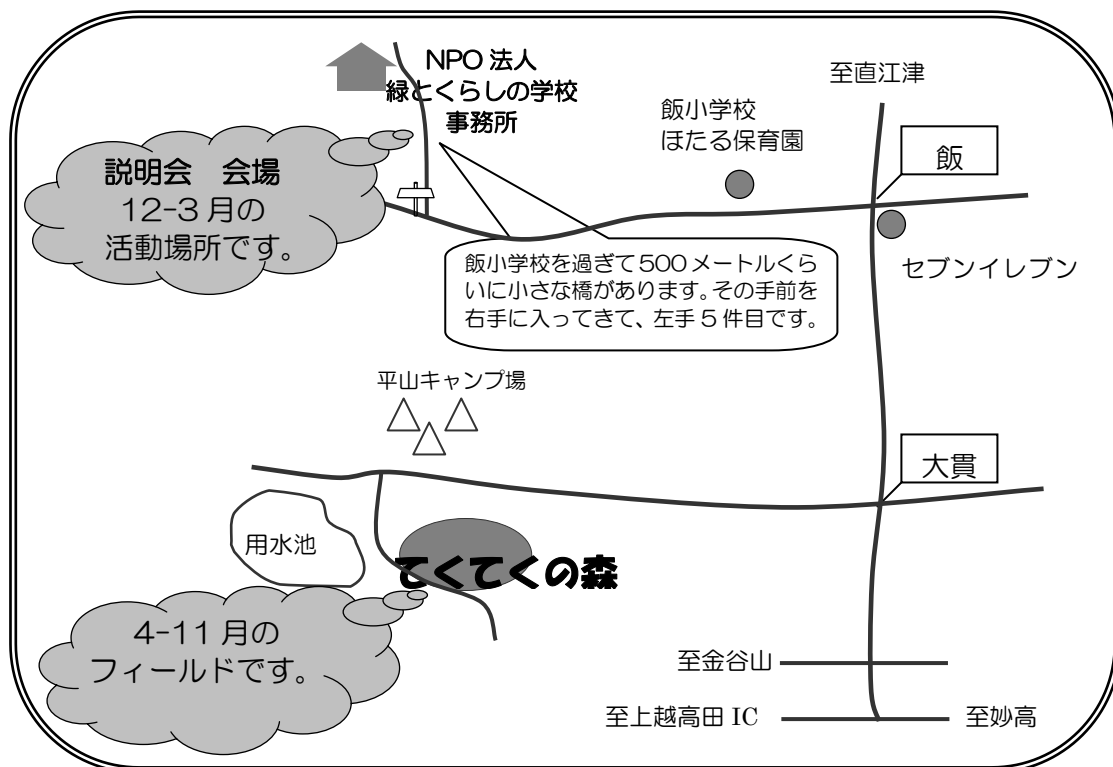 NPO 法人
緑とくらしの学校
事務所
至直江津
飯小学校
ほたる保育園
飯
説明会　会場
12-3 月の
活動場所です。
セブンイレブン
飯小学校を過ぎて500メートルくら
いに小さな橋があります。その手前を
右手に入ってきて、左手５件目です。
平山キャンプ場
大貫
用水池
てくてくの森
4-11 月の
フィールドです。
至金谷山
至上越高田 IC
至妙高